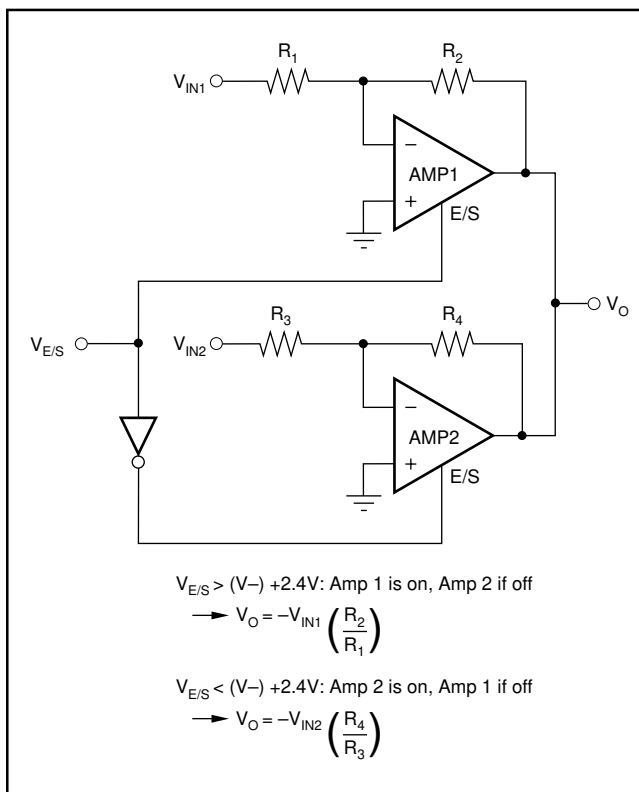 R1 R2
VIN1
−
AMP1
+
E/S
VO
R3 R4
VE/S VIN2
−
AMP2
+
E/S
VE/S > (V–) +2.4V: Amp 1 is on, Amp 2 if off
VO = –VIN1 (R2/R1)
VE/S < (V–) +2.4V: Amp 2 is on, Amp 1 if off
VO = –VIN2 (R4/R3)